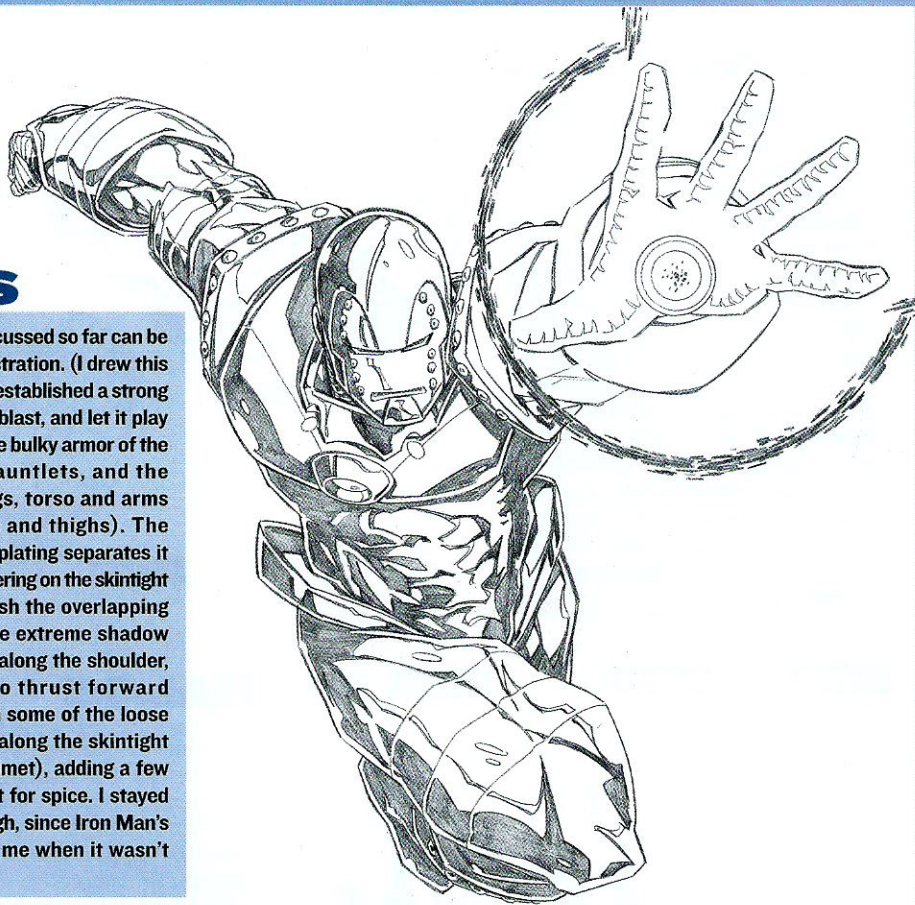 S
cussed so far can be
stration. (I drew this
established a strong
blast, and let it play
e bulky armor of the
auntlets, and the
gs, torso and arms
and thighs). The
plating separates it
ering on the skintight
sh the overlapping
e extreme shadow
along the shoulder,
o thrust forward
some of the loose
along the skintight
met), adding a few
t for spice. I stayed
gh, since Iron Man's
me when it wasn't